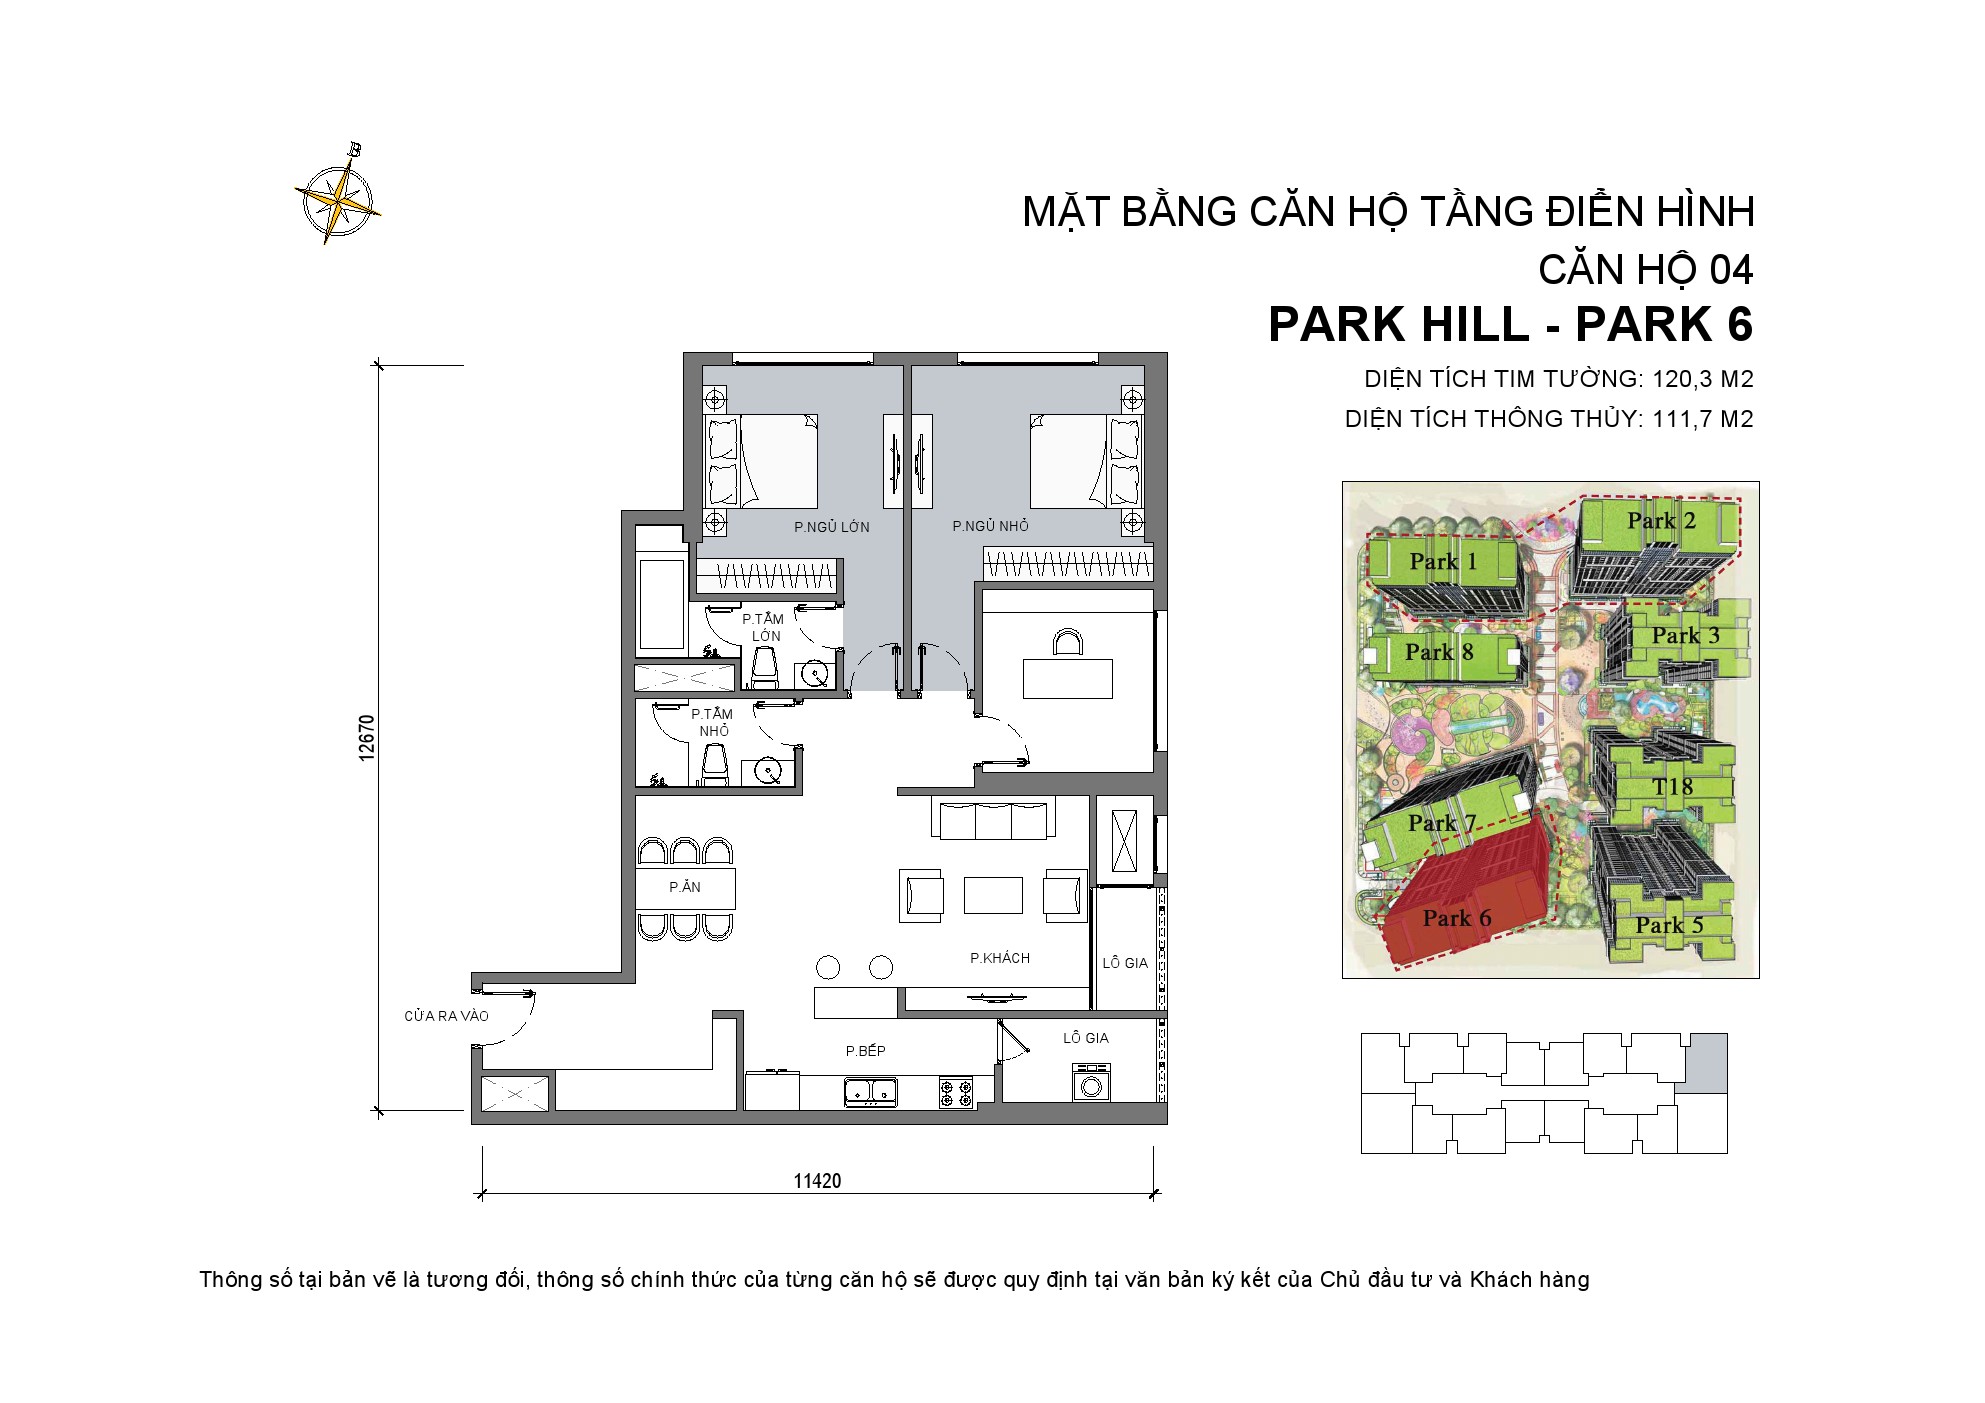 B
MẶT BẰNG CĂN HỘ TẦNG ĐIỂN HÌNH
CĂN HỘ 04
PARK HILL - PARK 6
DIỆN TÍCH TIM TƯỜNG: 120,3 M2
DIỆN TÍCH THÔNG THỦY: 111,7 M2
P.NGỦ LỚN
P.NGỦ NHỎ
P.TẮM
LỚN
P.TẮM
NHỎ
12670
P.ĂN
P.KHÁCH
LÔ GIA
CỬA RA VÀO
P.BẾP
LÔ GIA
11420
Park 2
Park 1
Park 3
Park 8
T18
Park 7
Park 6
Park 5
Thông số tại bản vẽ là tương đối, thông số chính thức của từng căn hộ sẽ được quy định tại văn bản ký kết của Chủ đầu tư và Khách hàng